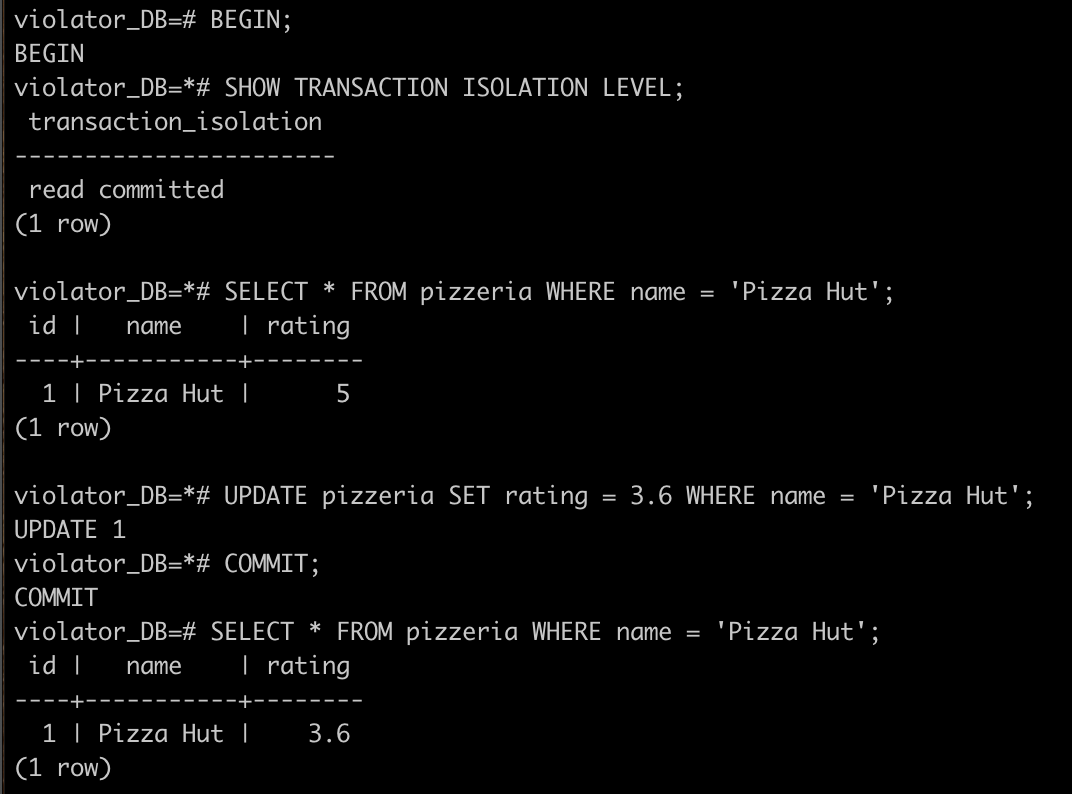 violator_DB=# BEGIN;
BEGIN
violator_DB=*# SHOW TRANSACTION ISOLATION LEVEL;
 transaction_isolation
-----------------------
 read committed
(1 row)

violator_DB=*# SELECT * FROM pizzeria WHERE name = 'Pizza Hut';
 id |   name    | rating
----+-----------+--------
  1 | Pizza Hut |      5
(1 row)

violator_DB=*# UPDATE pizzeria SET rating = 3.6 WHERE name = 'Pizza Hut';
UPDATE 1
violator_DB=*# COMMIT;
COMMIT
violator_DB=# SELECT * FROM pizzeria WHERE name = 'Pizza Hut';
 id |   name    | rating
----+-----------+--------
  1 | Pizza Hut |    3.6
(1 row)